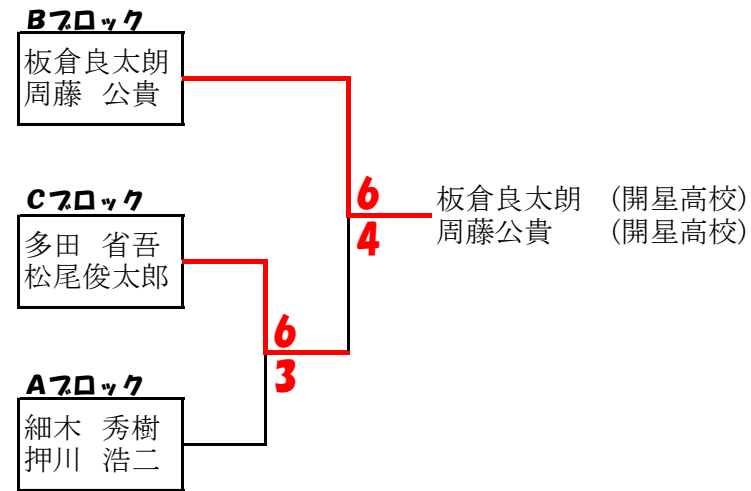 Bブロック
板倉良太朗
周藤 公貴
Cブロック
多田 省吾
松尾俊太郎
6
4
板倉良太朗 (開星高校)
周藤公貴 (開星高校)
6
3
Aブロック
細木 秀樹
押川 浩二